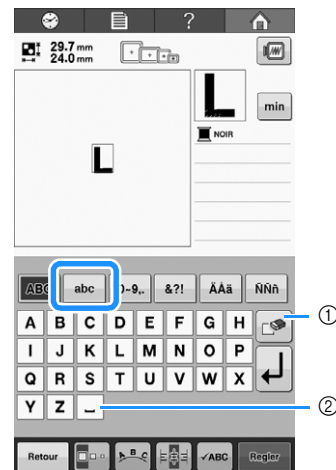 ?
29.7 mm
24.0 mm
L
min
NOIR
L
ABC abc 0~9,. &?! ÄÅä ÑÑñ
A B C D E F G H ①
I J K L M N O P
Q R S T U V W X
Y Z ␣ ②
Retour A B C ✓ABC Regler